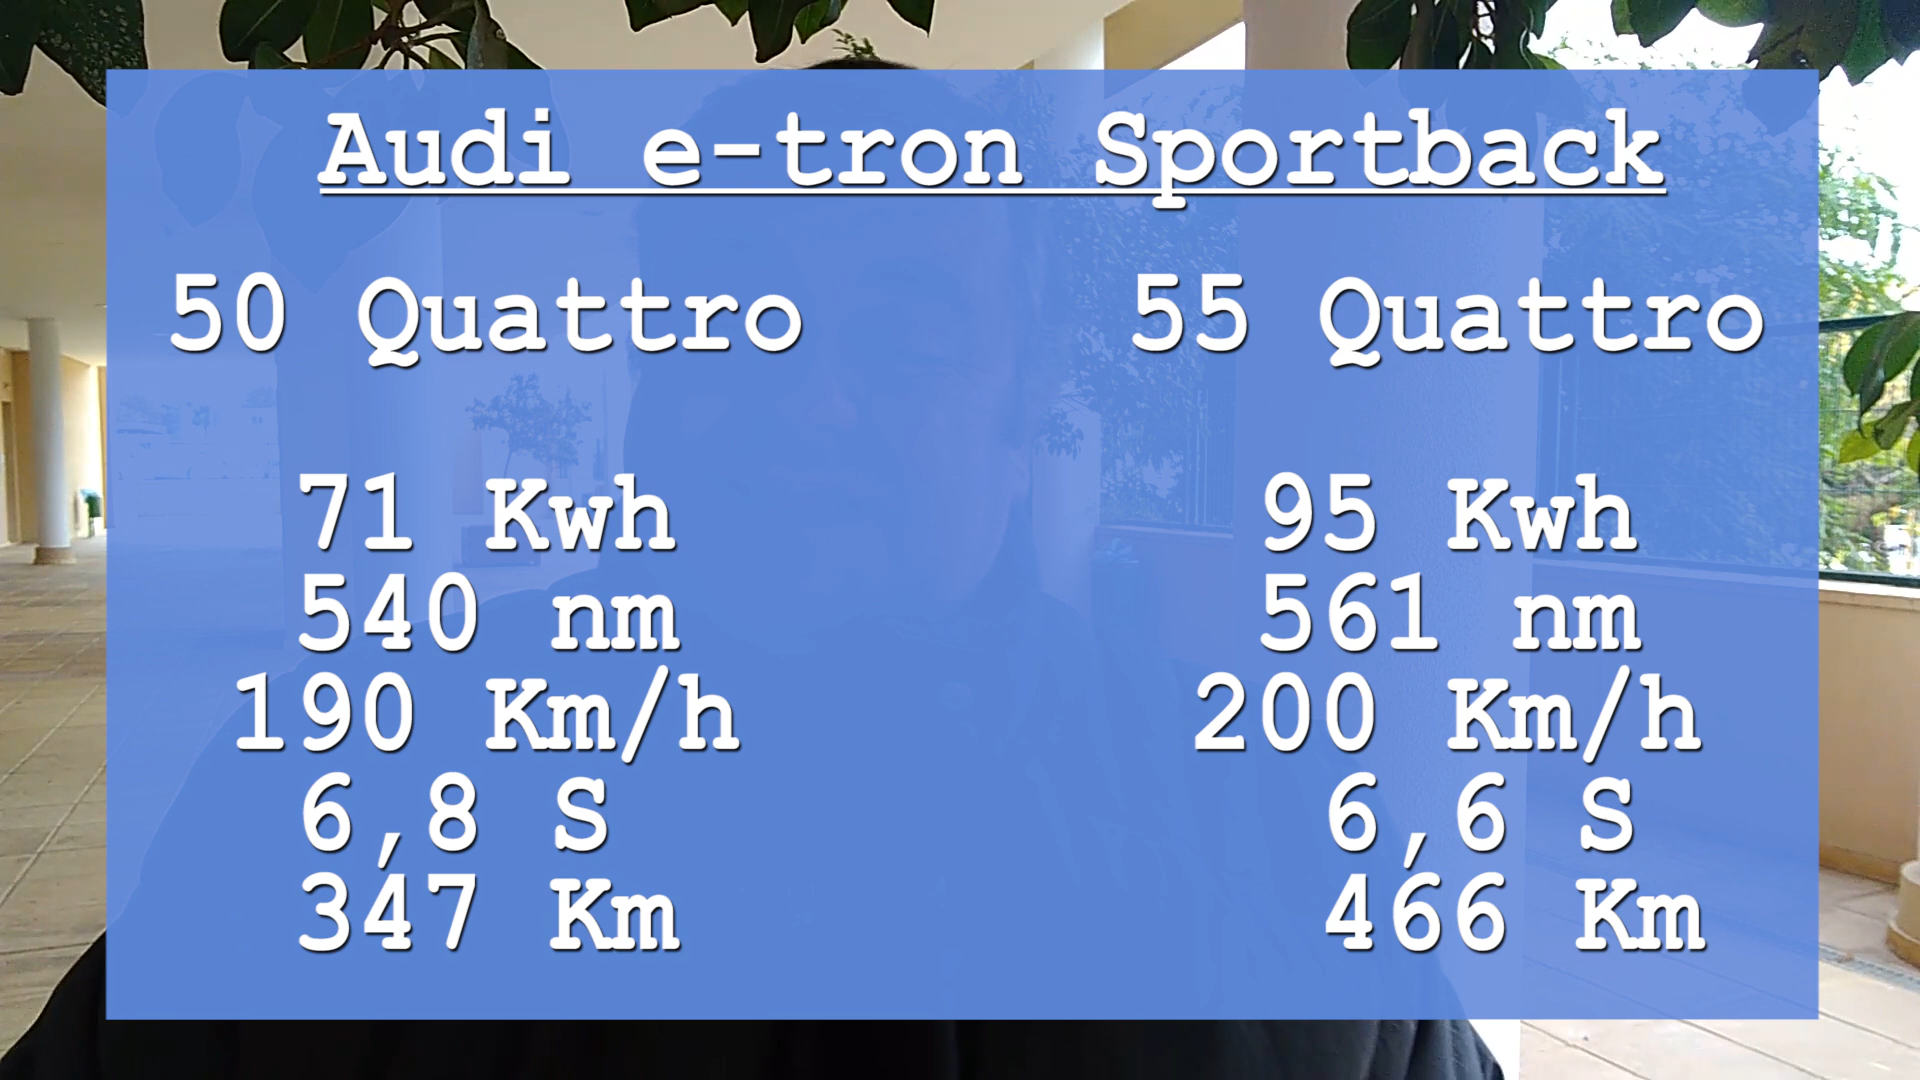 Audi e-tron Sportback
50 Quattro 55 Quattro
71 Kwh 95 Kwh
540 nm 561 nm
190 Km/h 200 Km/h
6,8 S 6,6 S
347 Km 466 Km